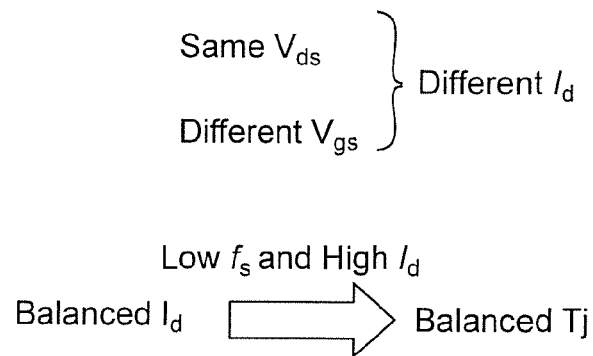 Same Vds
Different Id
Different Vgs
Low fs and High Id
Balanced Id
Balanced Tj